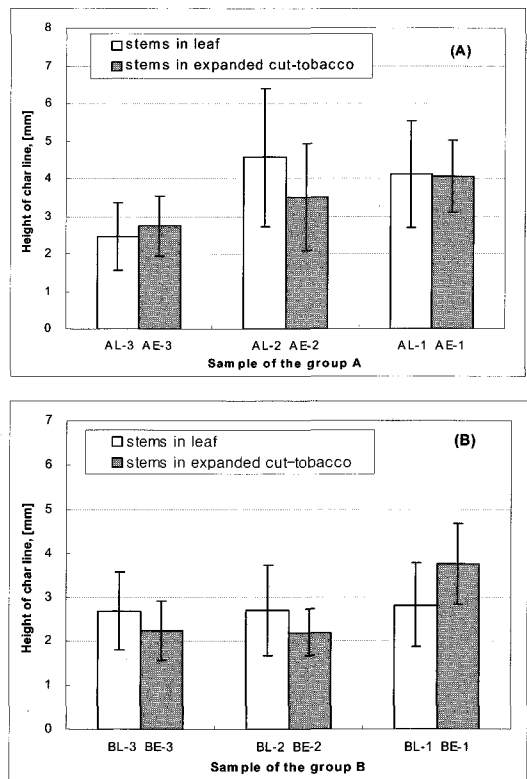 (A)
stems in leaf
stems in expanded cut-tobacco
Height of char line, [mm]
8
7
6
5
4
3
2
1
0
AL-3 AE-3 AL-2 AE-2 AL-1 AE-1
Sample of the group A
(B)
stems in leaf
stems in expanded cut-tobacco
Height of char line, [mm]
7
6
5
4
3
2
1
0
BL-3 BE-3 BL-2 BE-2 BL-1 BE-1
Sample of the group B